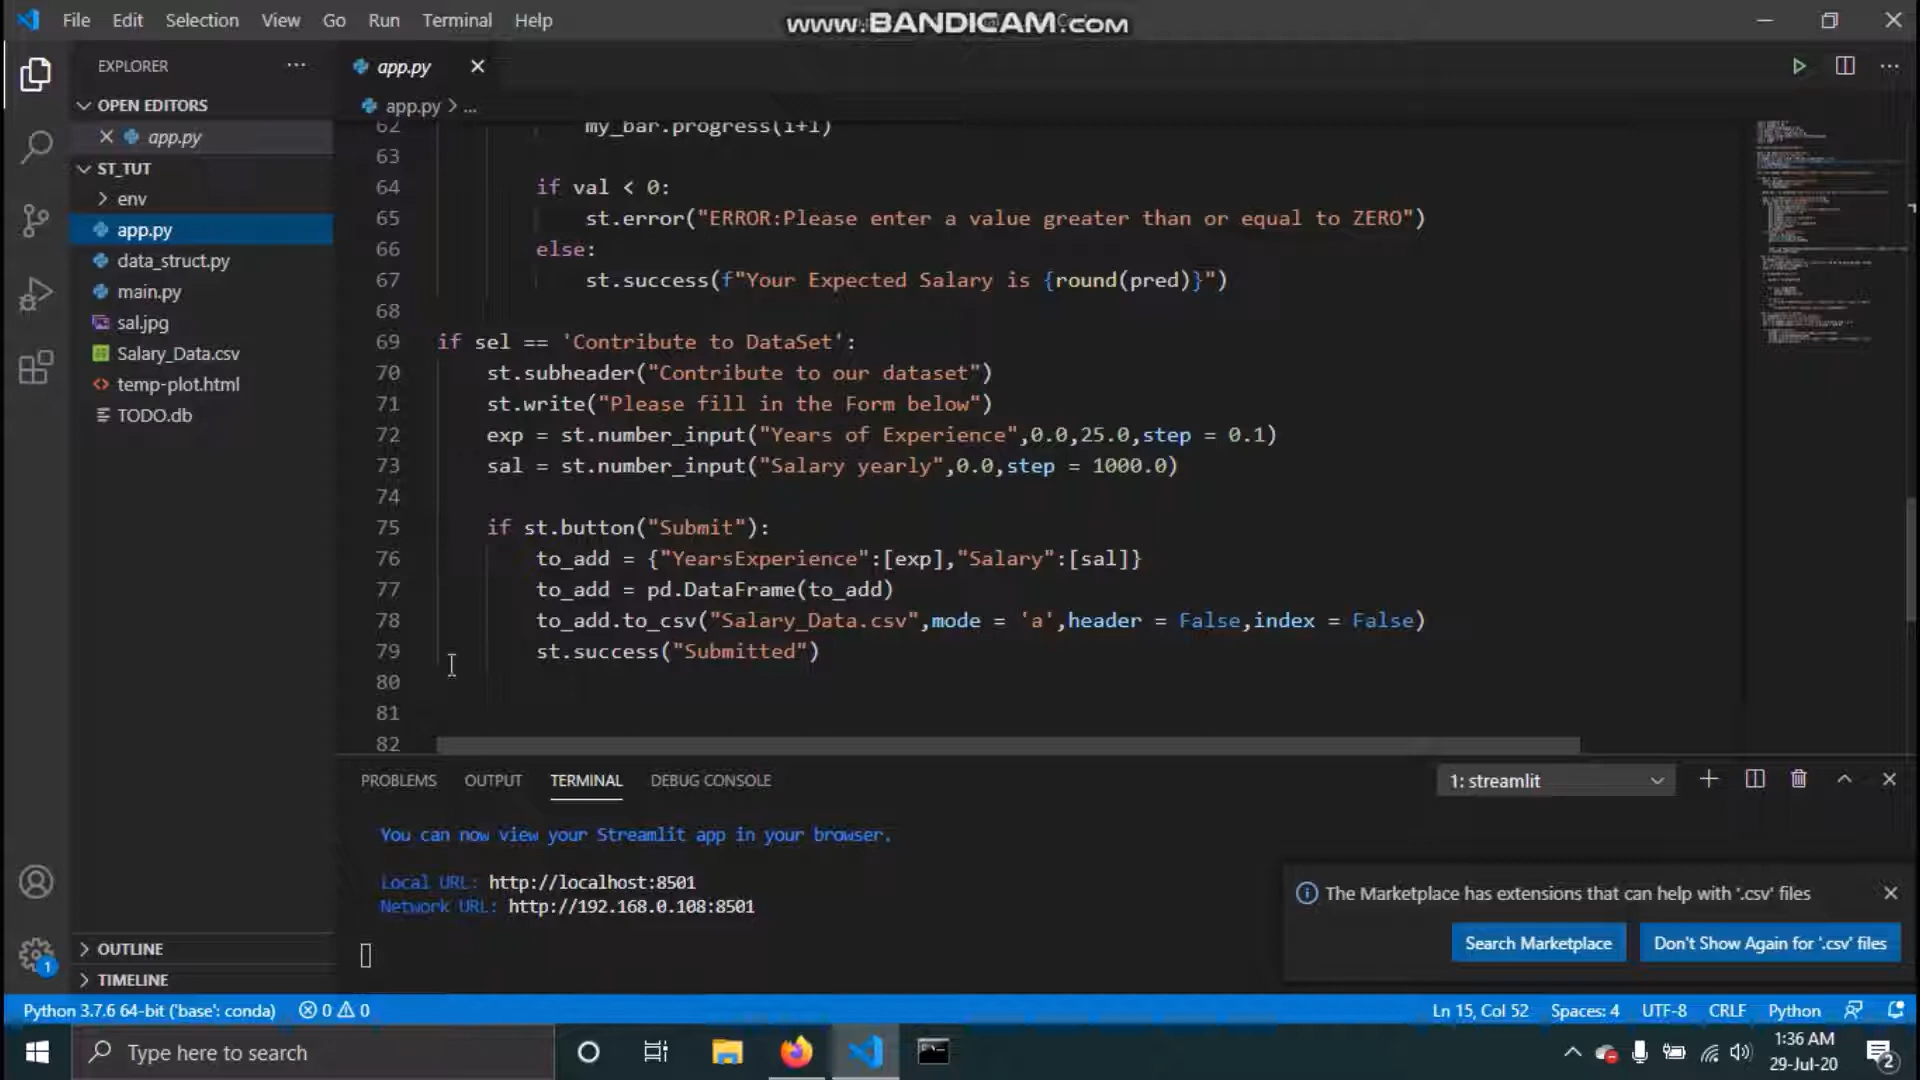 File Edit Selection View Go Run Terminal Help
www.BANDICAM.com
EXPLORER
OPEN EDITORS
app.py
ST_TUT
env
app.py
data_struct.py
main.py
sal.jpg
Salary_Data.csv
temp-plot.html
TODO.db
OUTLINE
TIMELINE
app.py
app.py > ...
62 my_bar.progress(i+1)
63
64 if val < 0:
65 st.error("ERROR:Please enter a value greater than or equal to ZERO")
66 else:
67 st.success(f"Your Expected Salary is {round(pred)}")
68
69 if sel == 'Contribute to DataSet':
70 st.subheader("Contribute to our dataset")
71 st.write("Please fill in the Form below")
72 exp = st.number_input("Years of Experience",0.0,25.0,step = 0.1)
73 sal = st.number_input("Salary yearly",0.0,step = 1000.0)
74
75 if st.button("Submit"):
76 to_add = {"YearsExperience":[exp],"Salary":[sal]}
77 to_add = pd.DataFrame(to_add)
78 to_add.to_csv("Salary_Data.csv",mode = 'a',header = False,index = False)
79 st.success("Submitted")
80
81
82
PROBLEMS OUTPUT TERMINAL DEBUG CONSOLE
1: streamlit
You can now view your Streamlit app in your browser.
Local URL: http://localhost:8501
Network URL: http://192.168.0.108:8501
The Marketplace has extensions that can help with '.csv' files
Search Marketplace Don't Show Again for '.csv' files
1
Python 3.7.6 64-bit ('base': conda) 0 0 Ln 15, Col 52 Spaces: 4 UTF-8 CRLF Python
Type here to search
1:36 AM
29-Jul-20
2